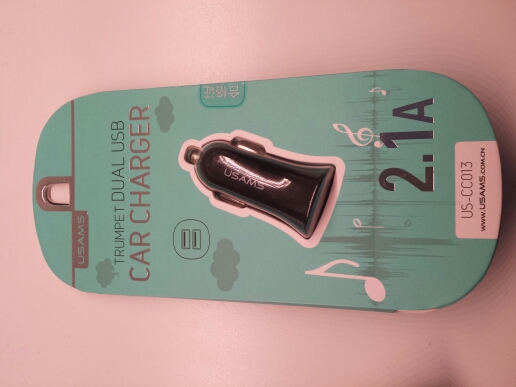 USAMS
TRUMPET DUAL USB
CAR CHARGER
USAMS
2.1A
US-CC013
WWW.USAMS.COM.CN